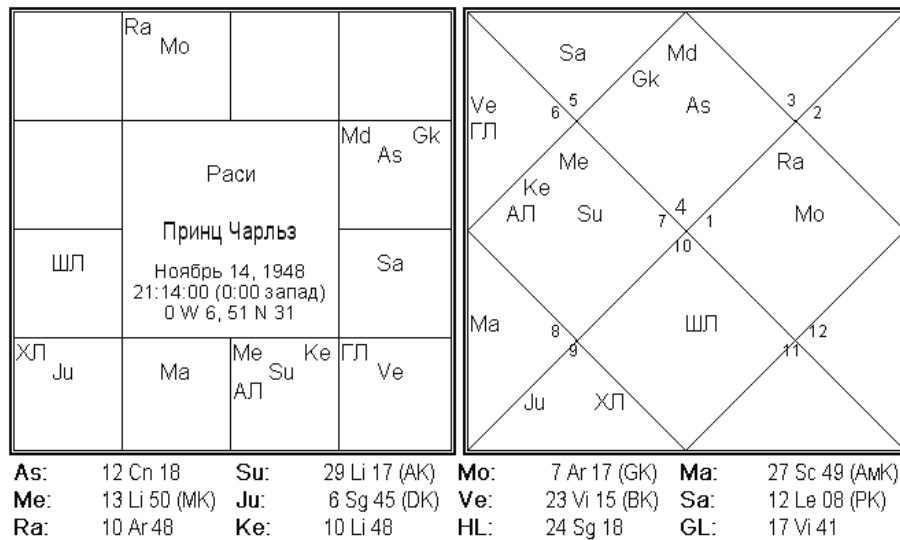 Ra
Mo
Md Gk
As
Раси
Принц Чарльз
Ноябрь 14, 1948
21:14:00 (0:00 запад)
0 W 6, 51 N 31
ШЛ
Sa
ХЛ
Ju
Ma
Me Ke
Su
АЛ
ГЛ
Ve
Sa
Md
Gk
As
Ve
ГЛ
6 5
3 2
Me
Ke
АЛ Su
Ra
Mo
7 4 1
10
Ma
ШЛ
8
9
12
11
Ju ХЛ
As: 12 Cn 18 Su: 29 Li 17 (AK) Mo: 7 Ar 17 (GK) Ma: 27 Sc 49 (АмК)
Me: 13 Li 50 (MK) Ju: 6 Sg 45 (DK) Ve: 23 Vi 15 (BK) Sa: 12 Le 08 (PK)
Ra: 10 Ar 48 Ke: 10 Li 48 HL: 24 Sg 18 GL: 17 Vi 41